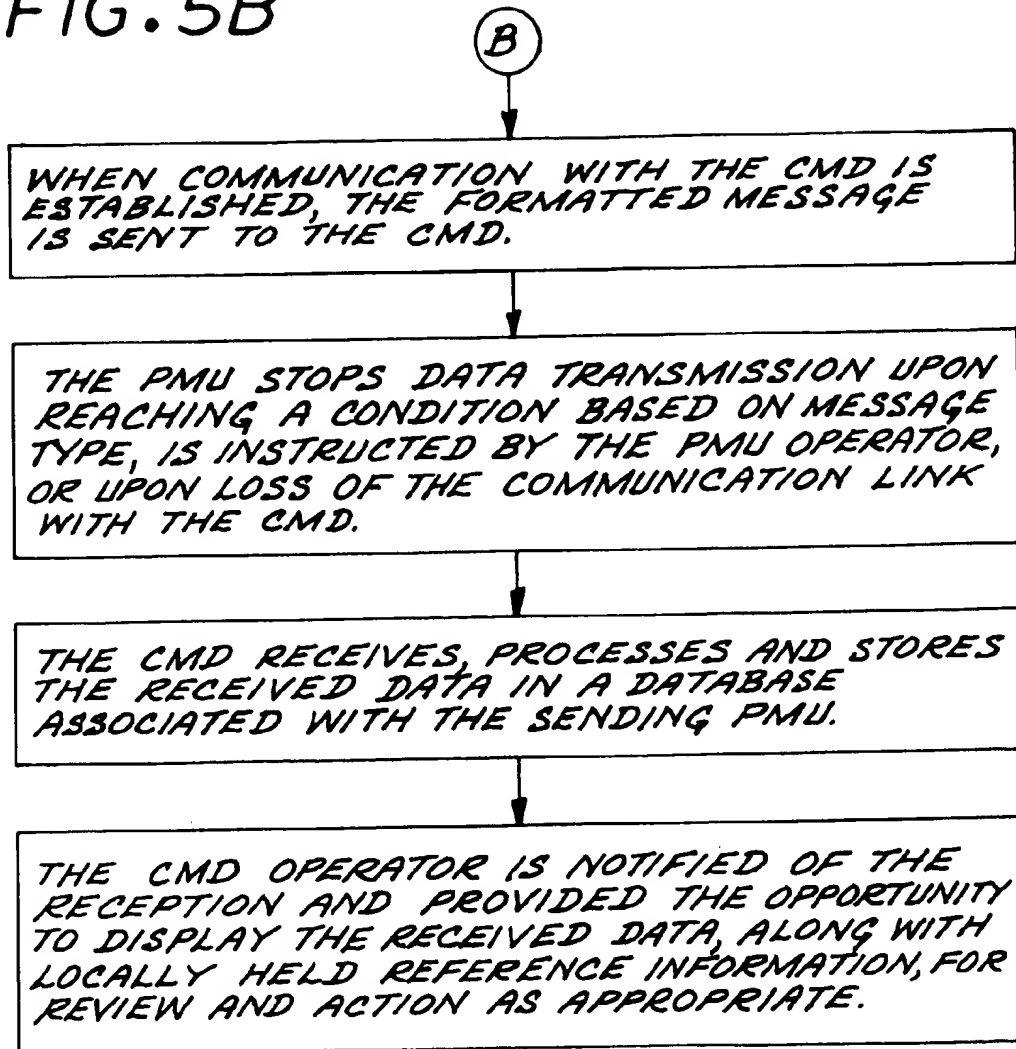 FIG. 5B
B
WHEN COMMUNICATION WITH THE CMD IS
ESTABLISHED, THE FORMATTED MESSAGE
IS SENT TO THE CMD.
THE PMU STOPS DATA TRANSMISSION UPON
REACHING A CONDITION BASED ON MESSAGE
TYPE, IS INSTRUCTED BY THE PMU OPERATOR,
OR UPON LOSS OF THE COMMUNICATION LINK
WITH THE CMD.
THE CMD RECEIVES, PROCESSES AND STORES
THE RECEIVED DATA IN A DATABASE
ASSOCIATED WITH THE SENDING PMU.
THE CMD OPERATOR IS NOTIFIED OF THE
RECEPTION AND PROVIDED THE OPPORTUNITY
TO DISPLAY THE RECEIVED DATA, ALONG WITH
LOCALLY HELD REFERENCE INFORMATION, FOR
REVIEW AND ACTION AS APPROPRIATE.